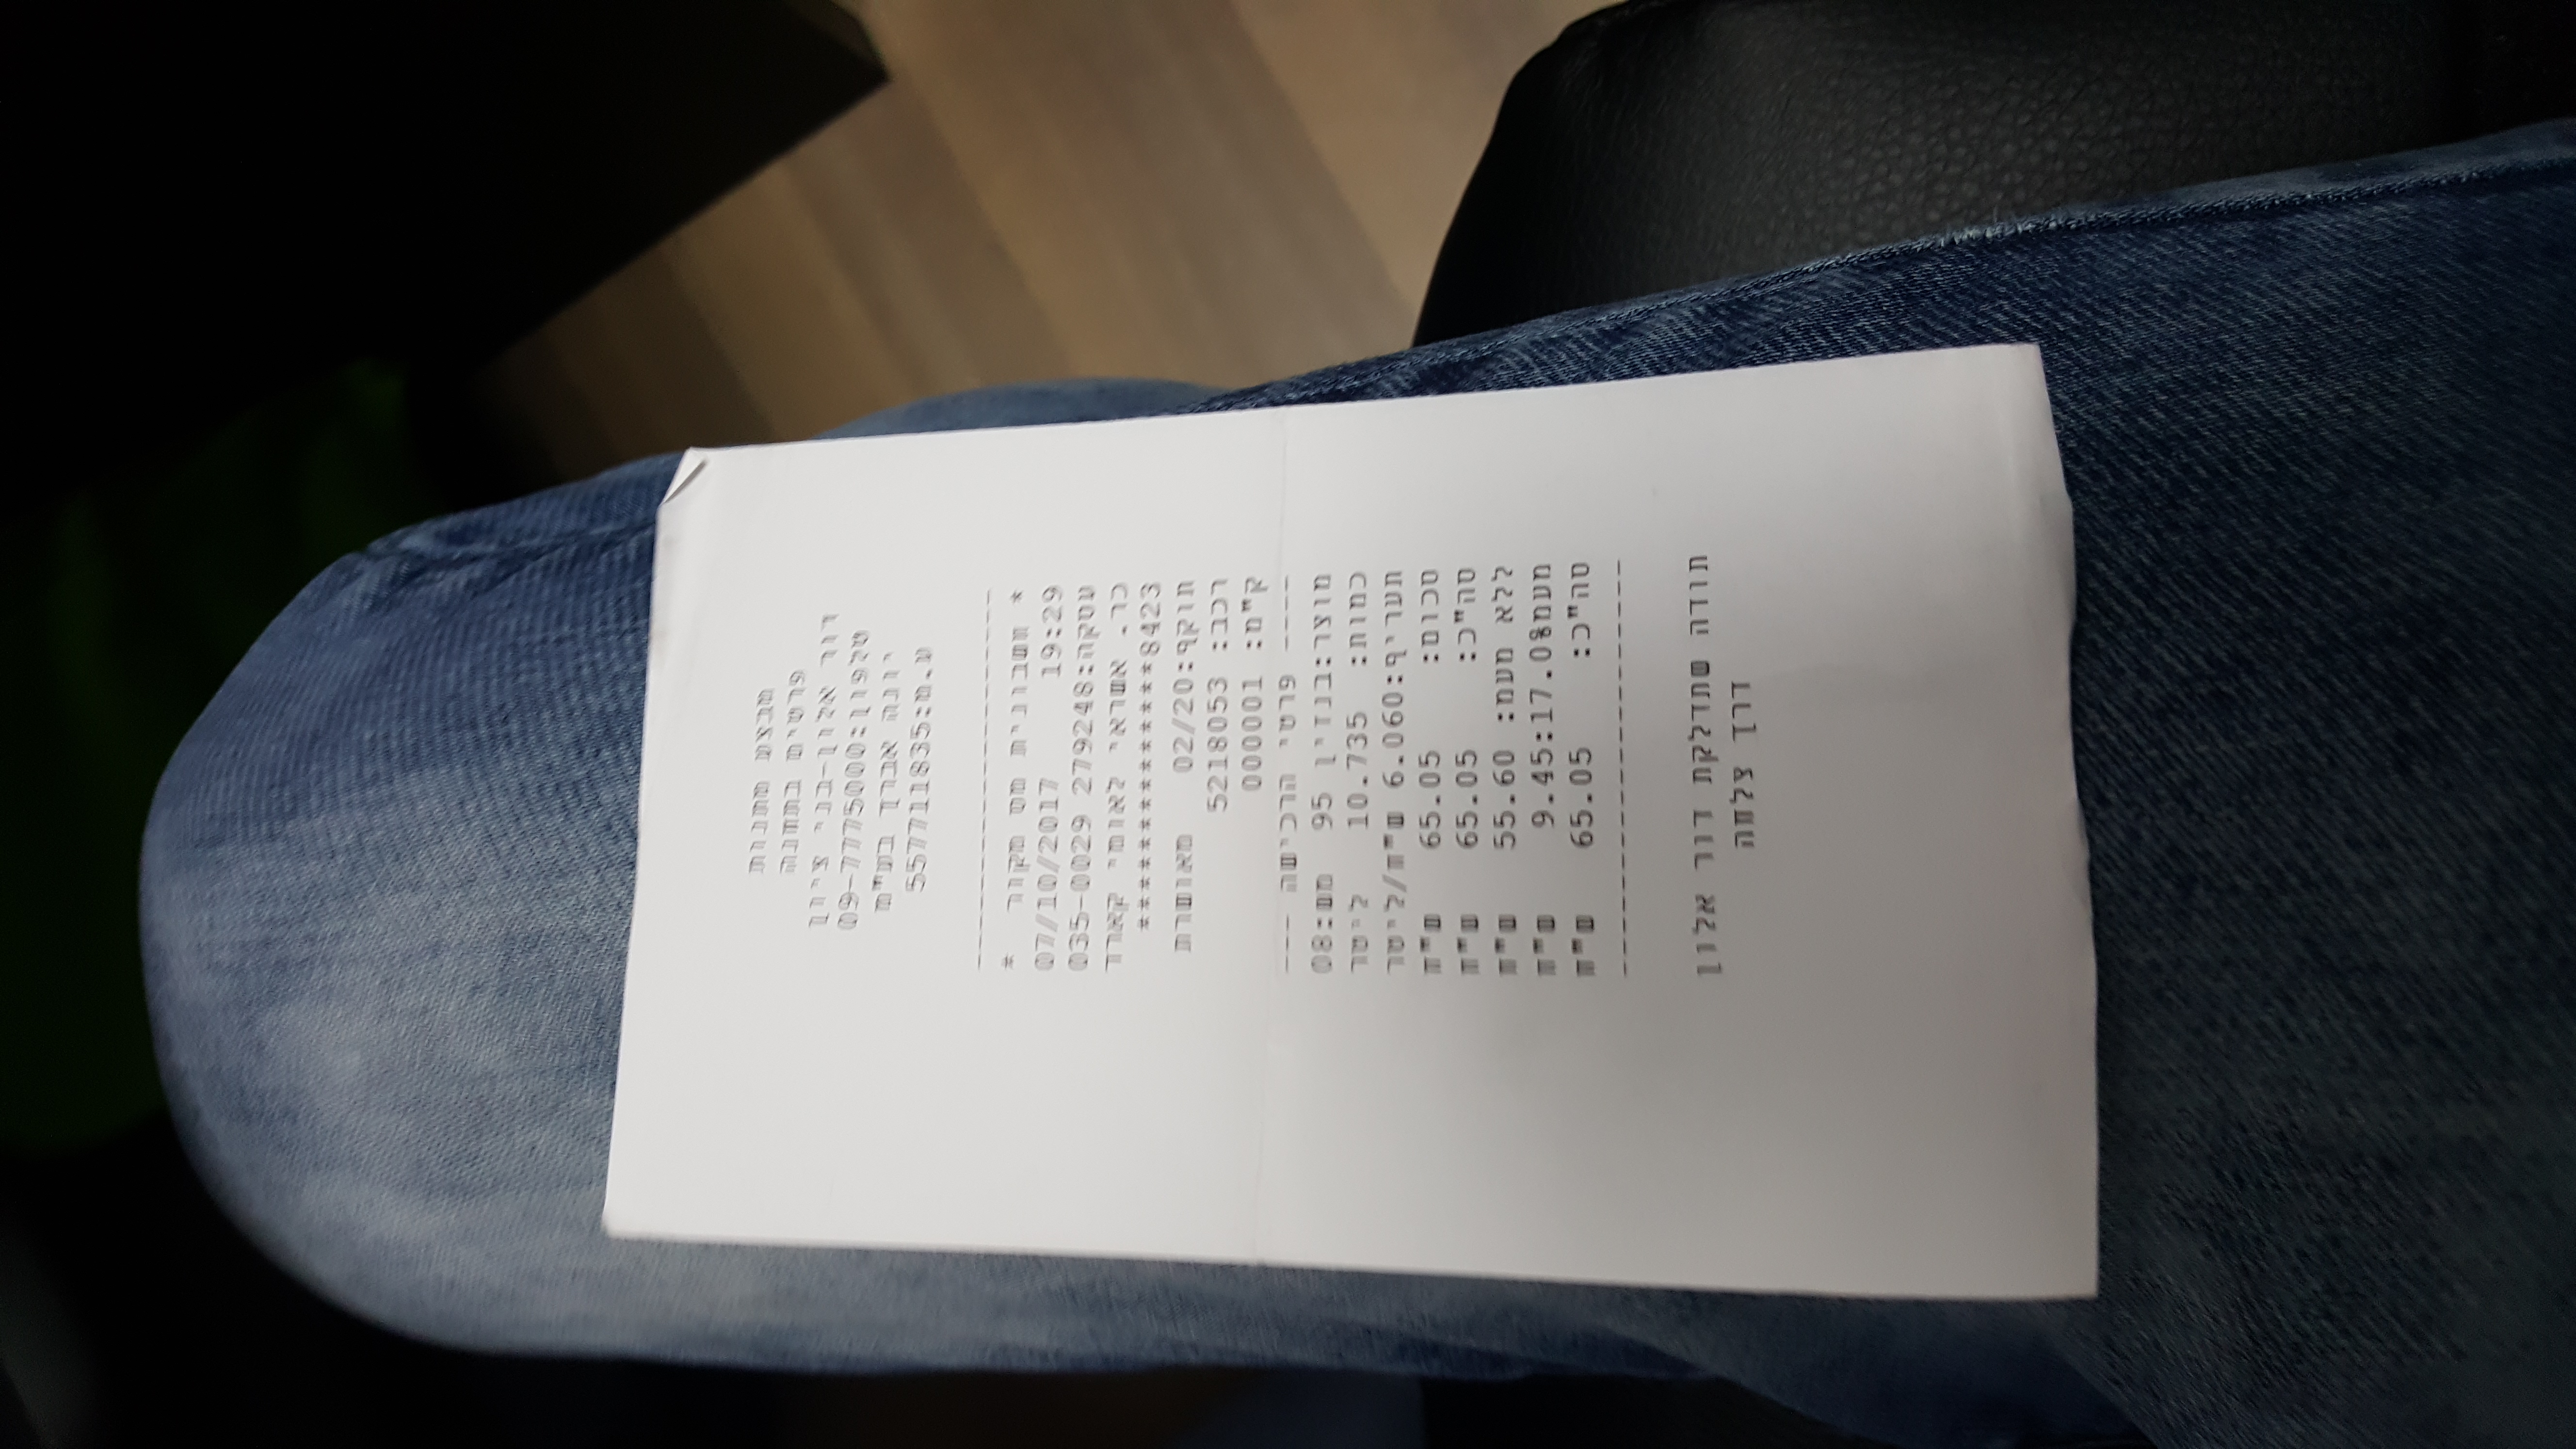 מבצע מתנות
פרטים בתחנה
דור אלון-בני ציון
טלפון:09-7775000
יונה אברך בע"מ
ע.מ:557711835
--------------------
* חשבונית מס מקור *
19:29 07/10/2017
עסקה:279248 035-0029
כר. אשראי לאומי קארד
8423**************
תוקף:02/20 מאושרת
רכב: 5218053
ק"מ: 000001
---- פרטי הרכישה ---
מוצר:בנזין 95 מש:08
כמות: 10.735 ליטר
תעריף:6.060 ש"ח/ליטר
סכום: 65.05 ש"ח
סה"כ: 65.05 ש"ח
ללא מעמ: 55.60 ש"ח
מעמ17.0%:9.45 ש"ח
סה"כ: 65.05 ש"ח
--------------------
תודה שתדלקת דור אלון
דרך צלחה